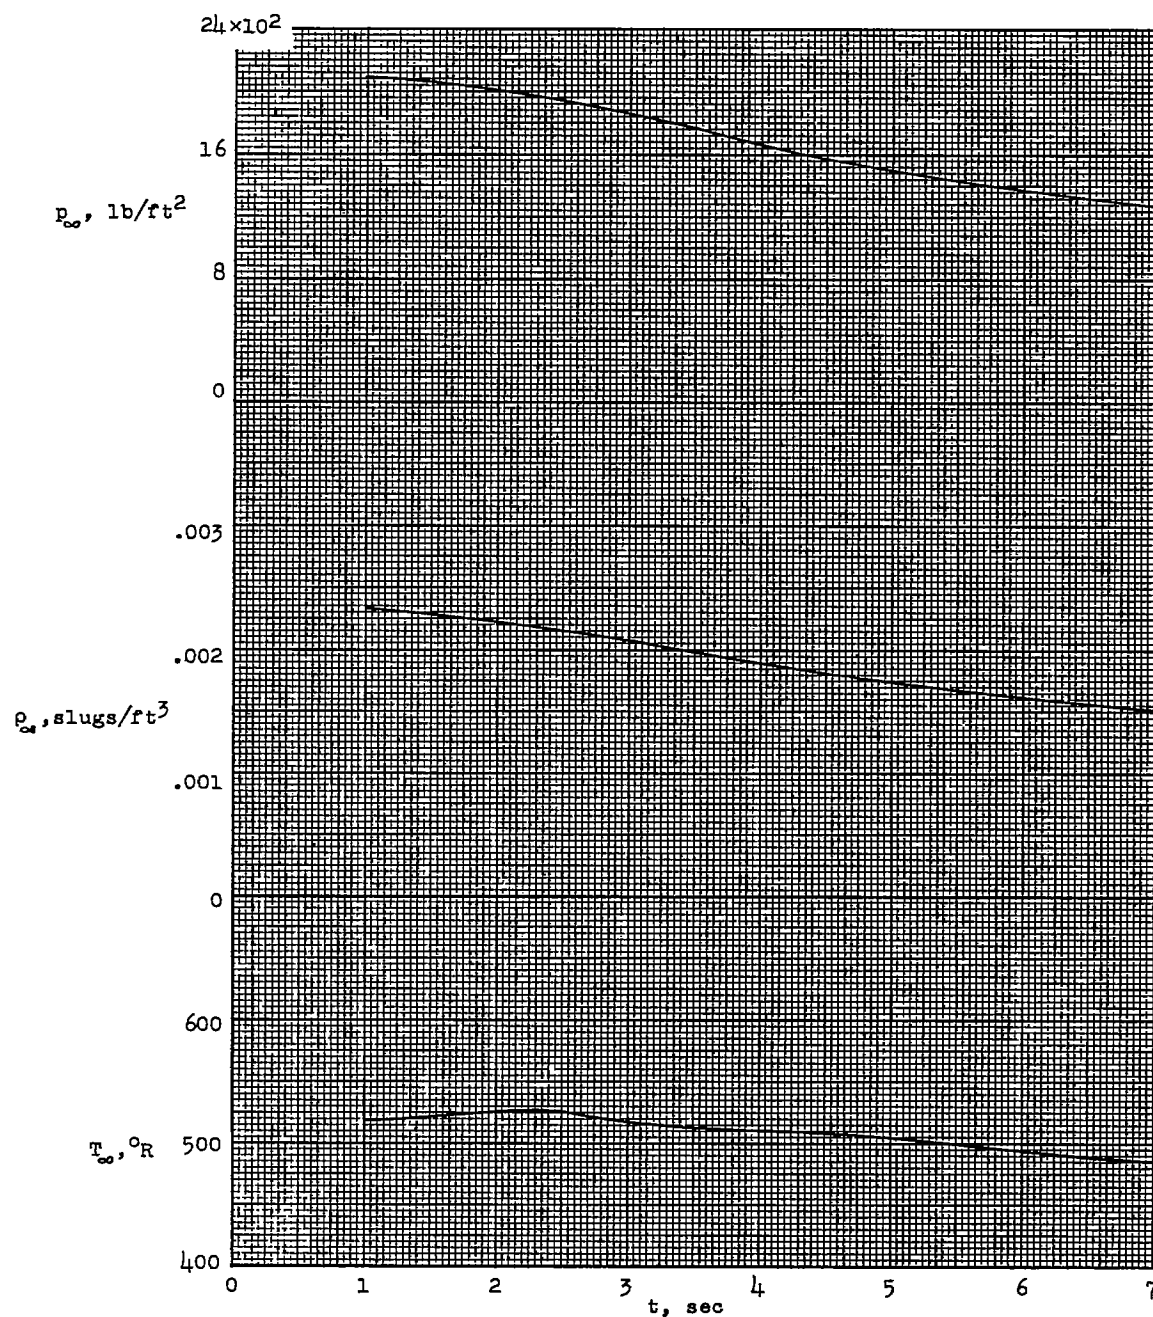 24×10²
16
p∞, lb/ft²
8
0
.003
.002
ρ∞, slugs/ft³
.001
0
600
T∞, °R
500
400
0 1 2 3 4 5 6 7
t, sec